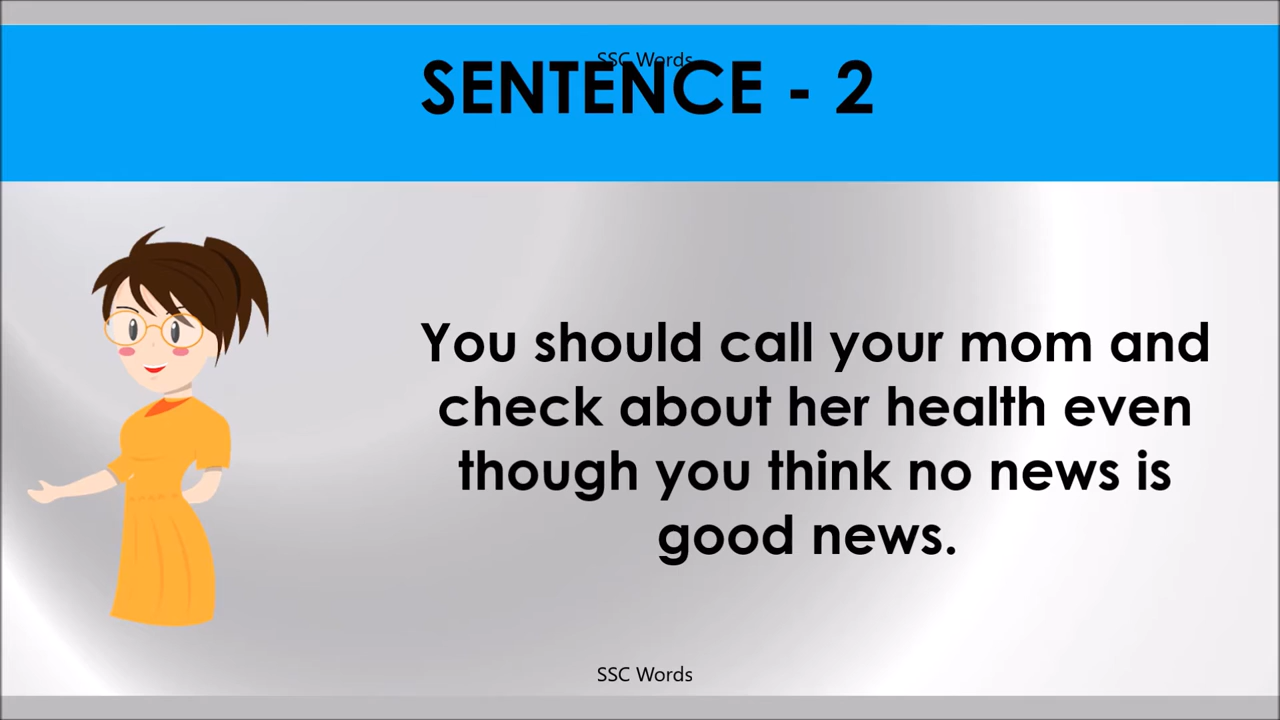 SSC Words
SENTENCE - 2
You should call your mom and
check about her health even
though you think no news is
good news.
SSC Words